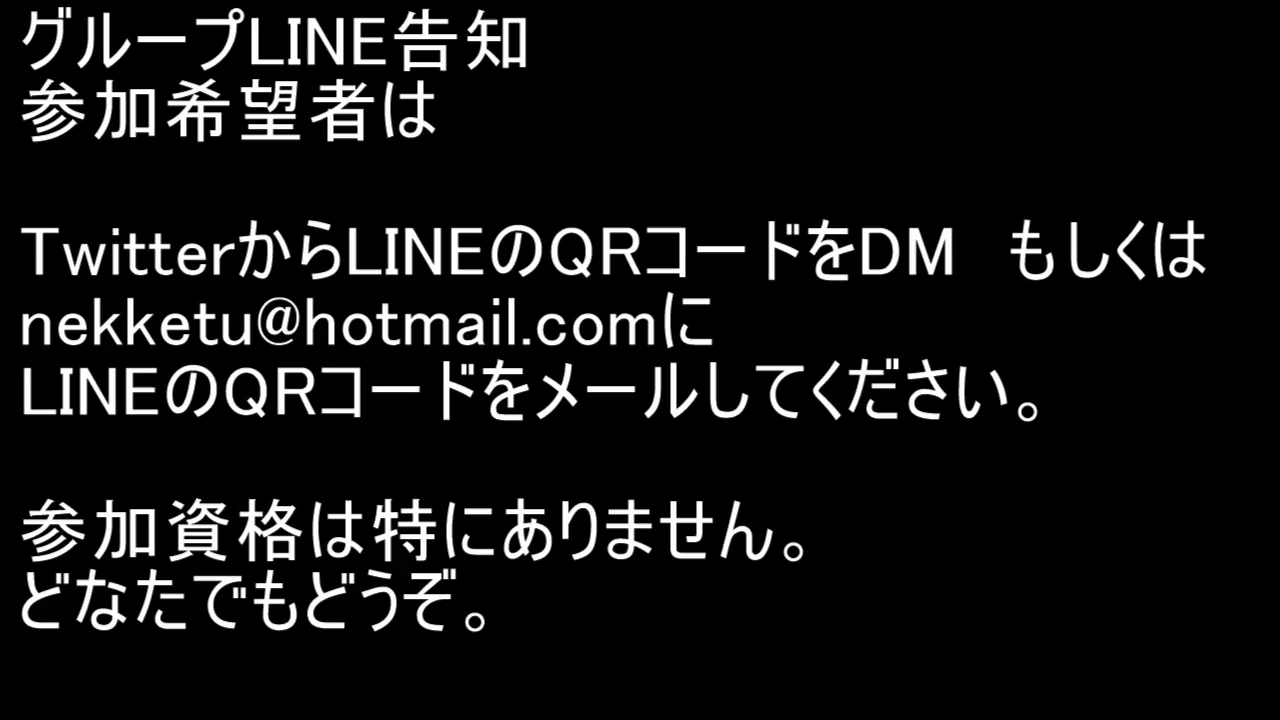 グループLINE告知
参加希望者は
TwitterからLINEのQRコードをDM　もしくは
nekketu@hotmail.comに
LINEのQRコードをメールしてください。
参加資格は特にありません。
どなたでもどうぞ。